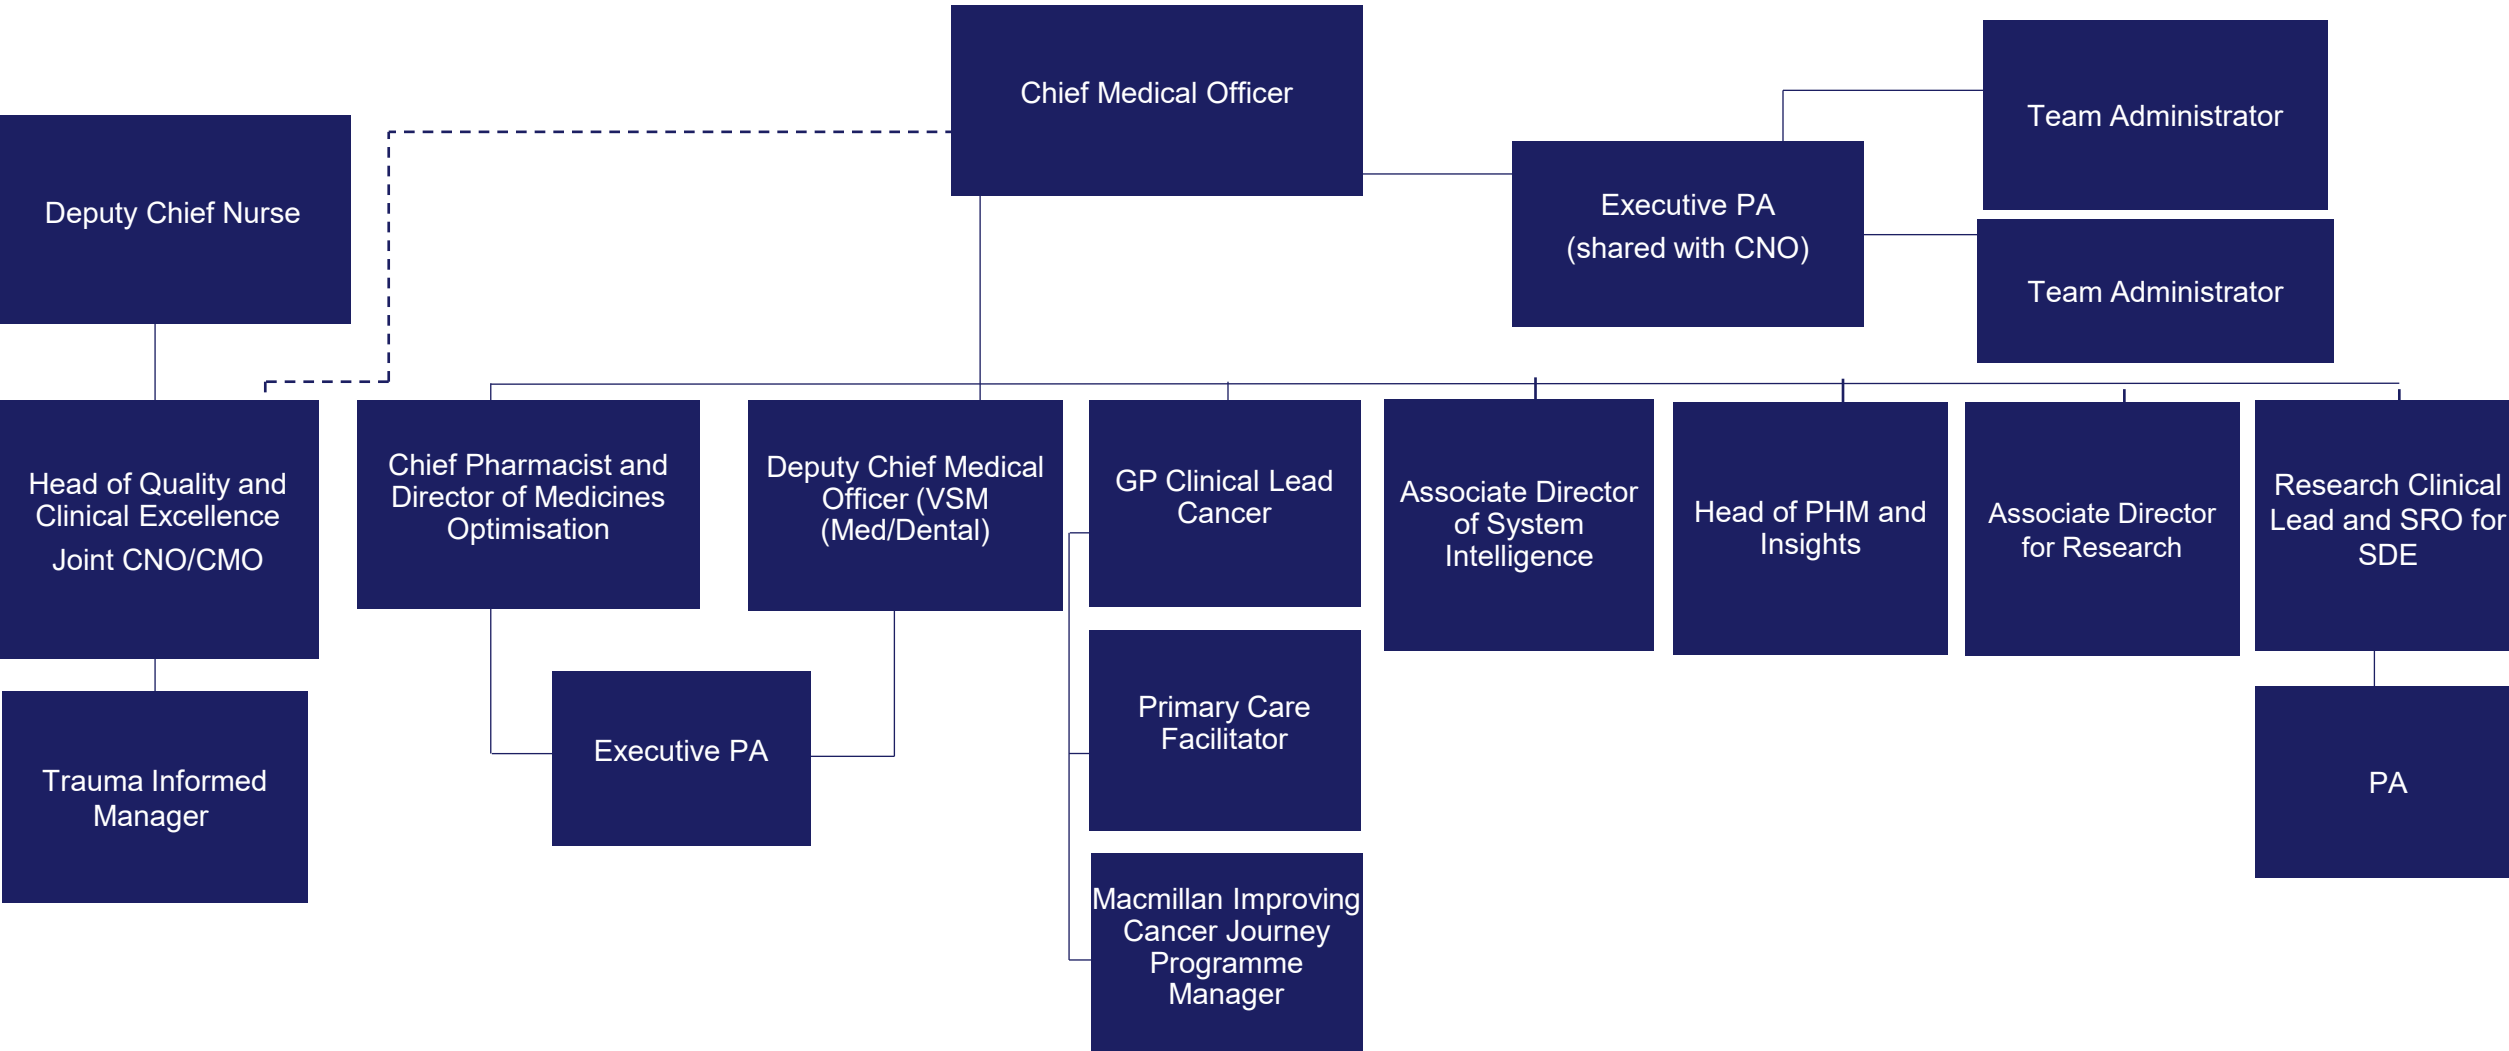 Chief Medical Officer
Team Administrator
Deputy Chief Nurse
Executive PA
(shared with CNO)
Team Administrator
Head of Quality and
Clinical Excellence
Joint CNO/CMO
Chief Pharmacist and
Director of Medicines
Optimisation
Deputy Chief Medical
Officer (VSM
(Med/Dental)
GP Clinical Lead
Cancer
Associate Director
of System
Intelligence
Head of PHM and
Insights
Associate Director
for Research
Research Clinical
Lead and SRO for
SDE
Trauma Informed
Manager
Executive PA
Primary Care
Facilitator
PA
Macmillan Improving
Cancer Journey
Programme
Manager